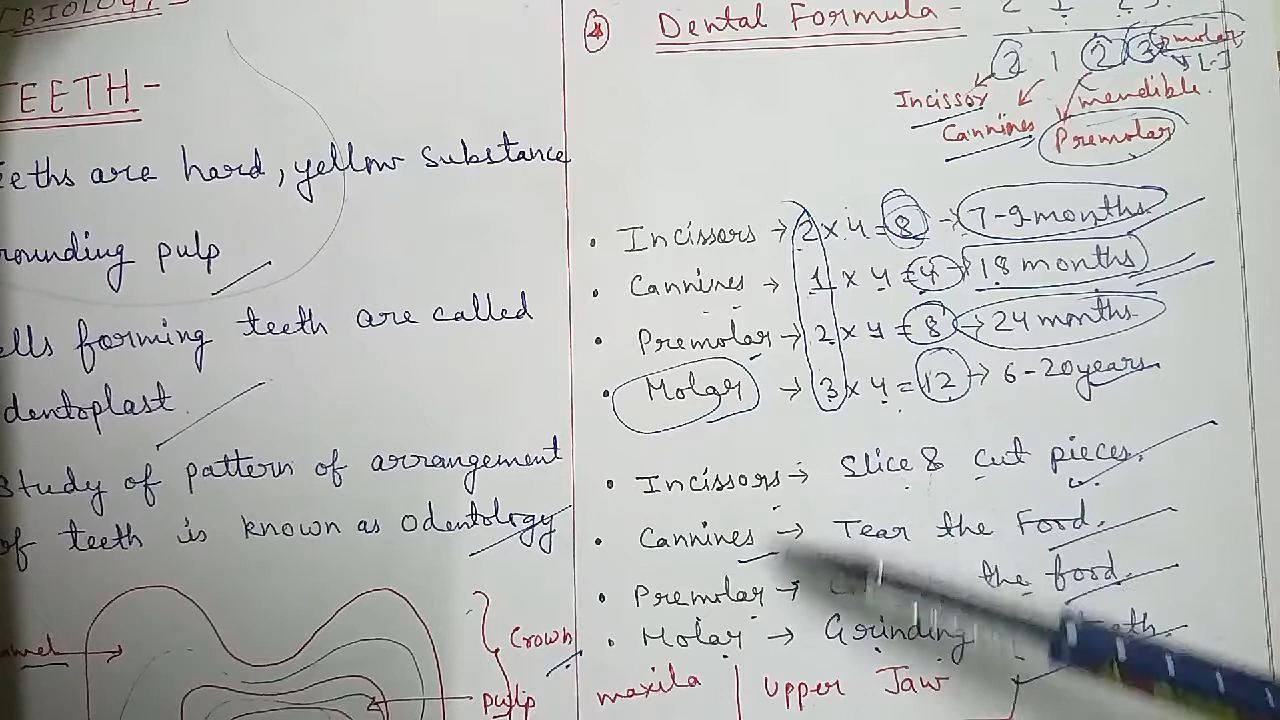 BIOLOGY
TEETH-
teeths are hard, yellow substance
rounding pulp
ells forming teeth are called
dentoplast.
study of pattern of arrangement
of teeth is known as Odentology
Crown
pulp
Dental Formula -
2 1 2 3
molar
Incissor
mendible.
Cannines
Premolar
• Incissors → 2 x 4 = 8 → 7-9 months
• Cannines → 1 x 4 = 4 → 18 months
• Premolar → 2 x 4 = 8 → 24 months
• Molar → 3 x 4 = 12 → 6-20 years
• Incissors → Slice & cut pieces.
• Cannines → Tear the Food.
• Premolar → the food.
• Molar → Grinding
maxila | Upper Jaw